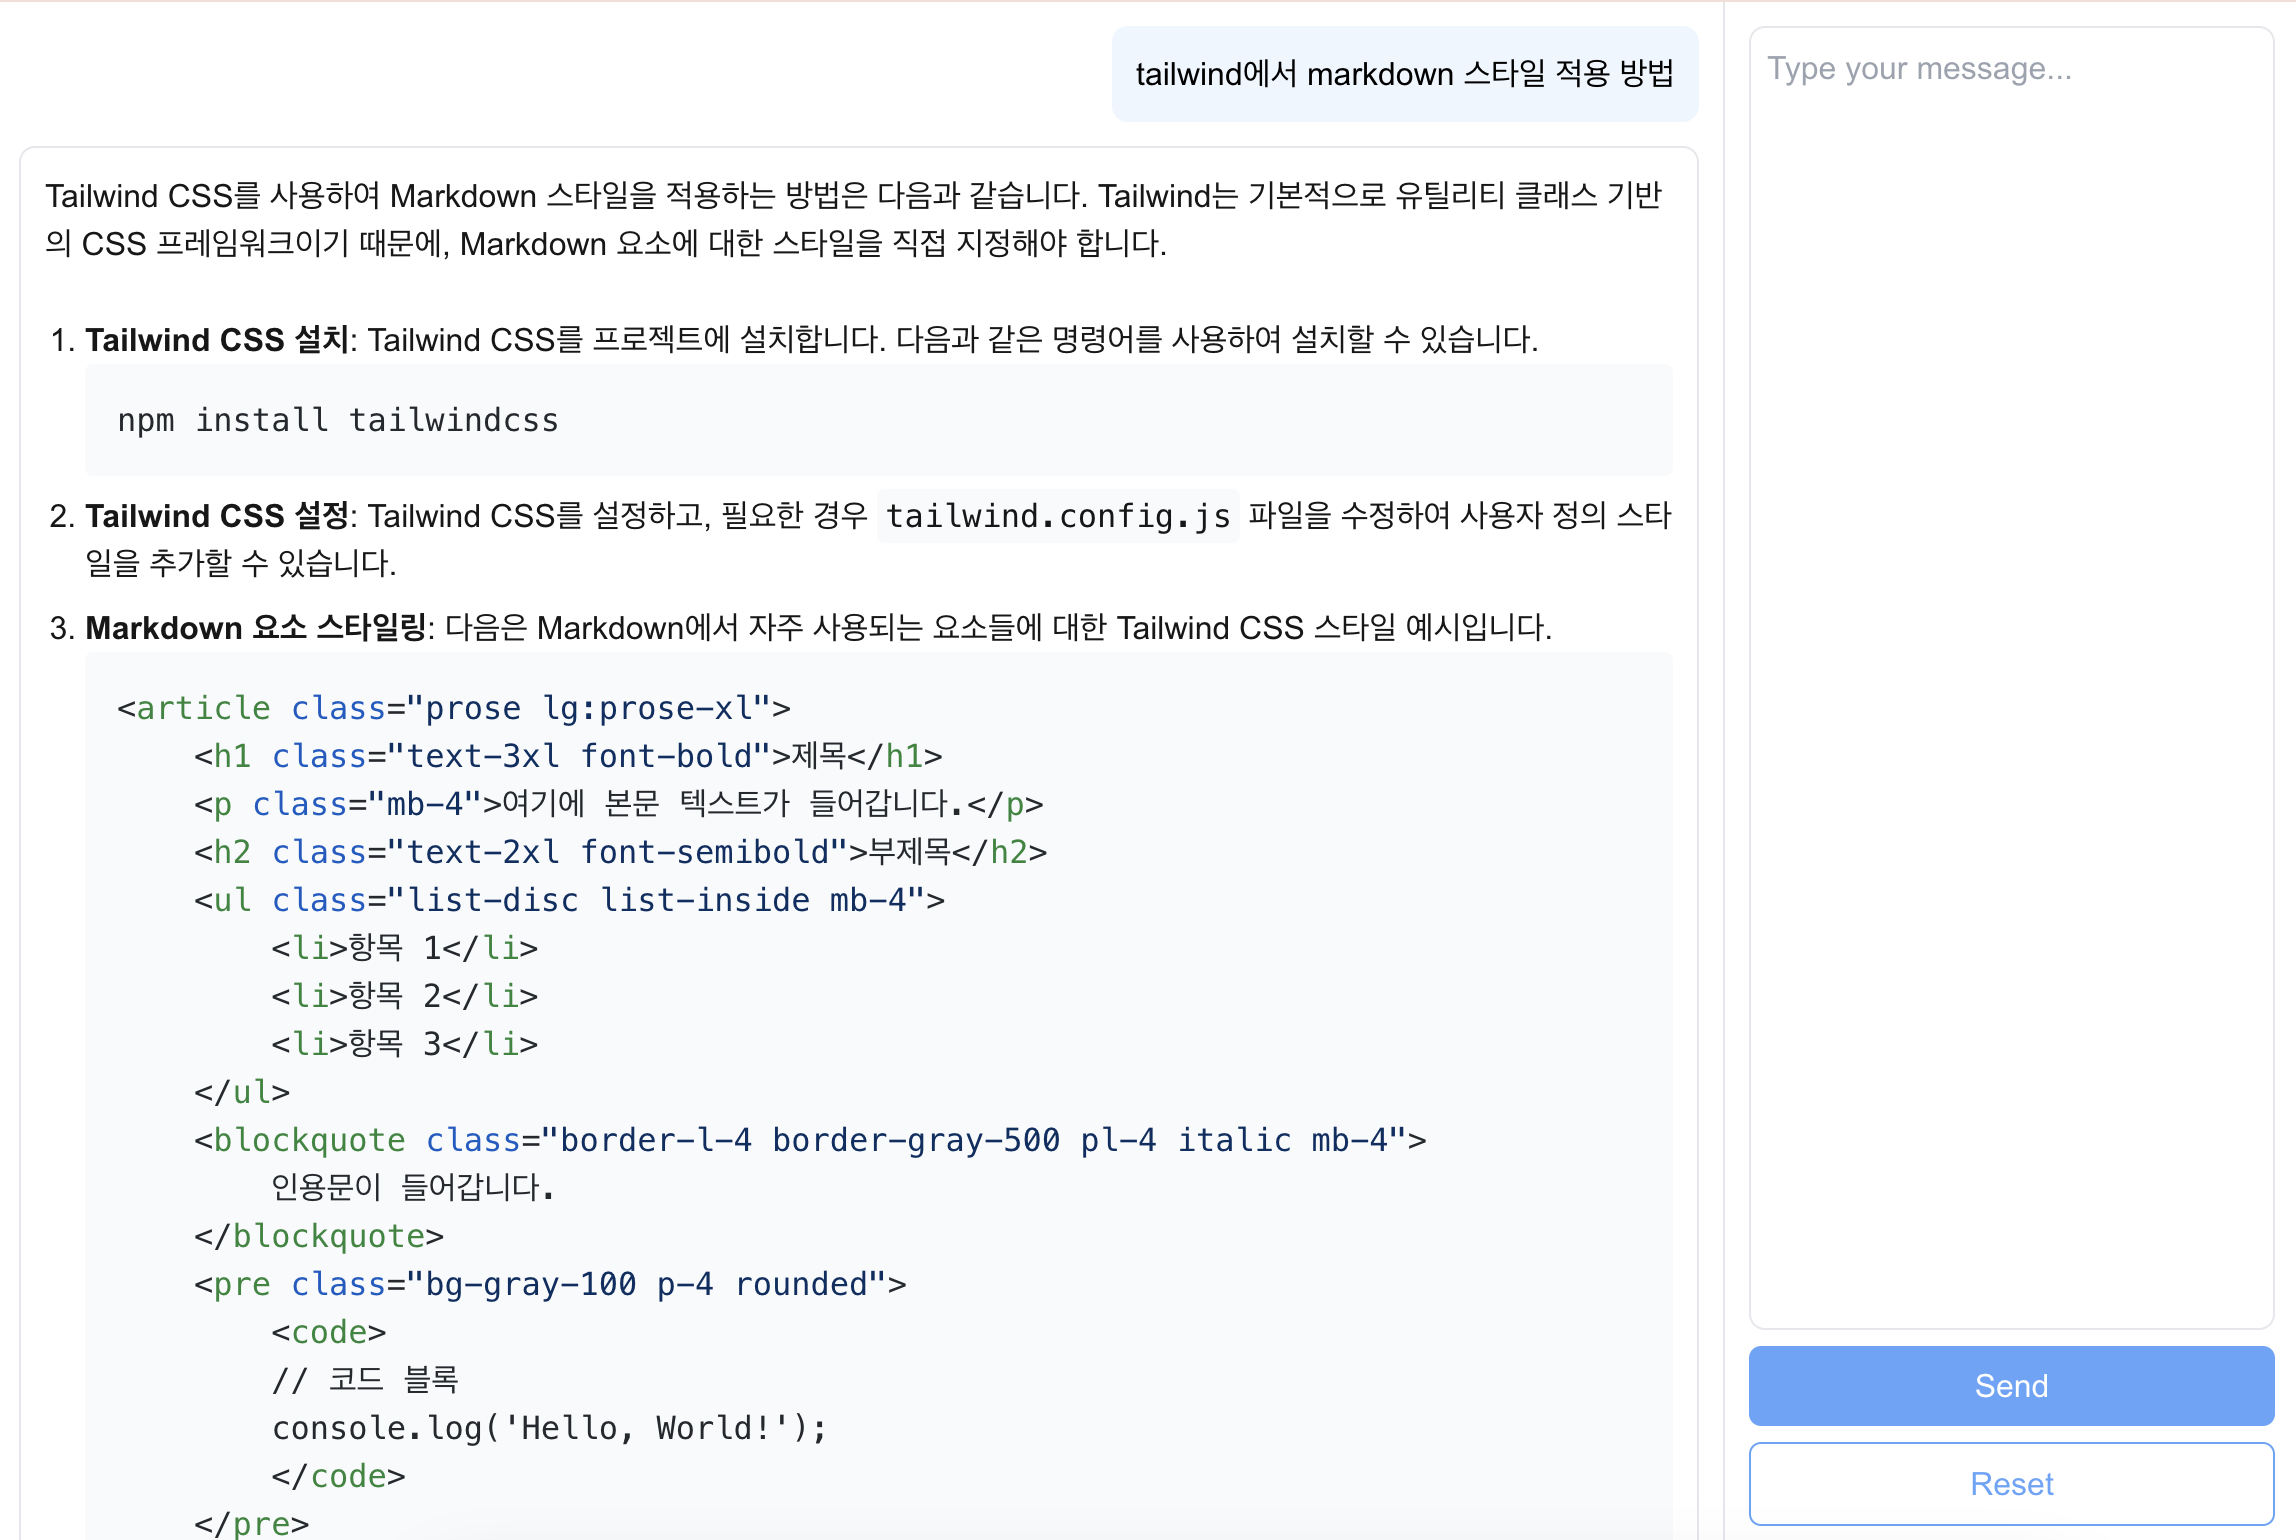 tailwind에서 markdown 스타일 적용 방법
Tailwind CSS를 사용하여 Markdown 스타일을 적용하는 방법은 다음과 같습니다. Tailwind는 기본적으로 유틸리티 클래스 기반
의 CSS 프레임워크이기 때문에, Markdown 요소에 대한 스타일을 직접 지정해야 합니다.
1. Tailwind CSS 설치: Tailwind CSS를 프로젝트에 설치합니다. 다음과 같은 명령어를 사용하여 설치할 수 있습니다.
npm install tailwindcss
2. Tailwind CSS 설정: Tailwind CSS를 설정하고, 필요한 경우 tailwind.config.js 파일을 수정하여 사용자 정의 스타
일을 추가할 수 있습니다.
3. Markdown 요소 스타일링: 다음은 Markdown에서 자주 사용되는 요소들에 대한 Tailwind CSS 스타일 예시입니다.
<article class="prose lg:prose-xl">
    <h1 class="text-3xl font-bold">제목</h1>
    <p class="mb-4">여기에 본문 텍스트가 들어갑니다.</p>
    <h2 class="text-2xl font-semibold">부제목</h2>
    <ul class="list-disc list-inside mb-4">
        <li>항목 1</li>
        <li>항목 2</li>
        <li>항목 3</li>
    </ul>
    <blockquote class="border-l-4 border-gray-500 pl-4 italic mb-4">
        인용문이 들어갑니다.
    </blockquote>
    <pre class="bg-gray-100 p-4 rounded">
        <code>
        // 코드 블록
        console.log('Hello, World!');
        </code>
    </pre>
Type your message...
Send
Reset